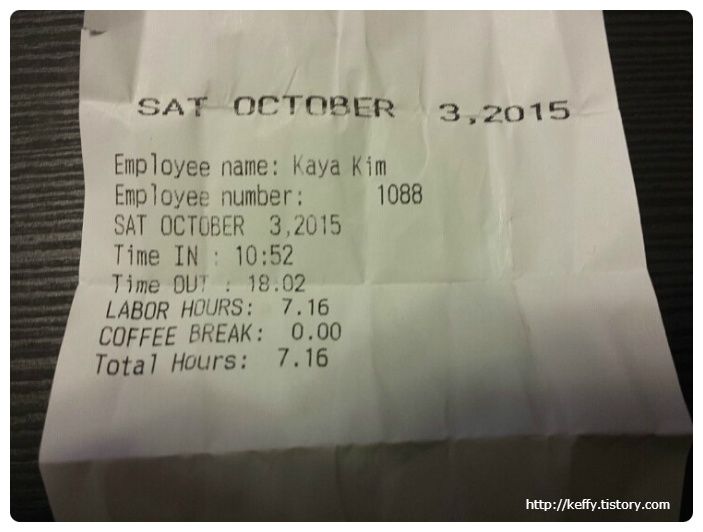 SAT OCTOBER 3,2015
Employee name: Kaya Kim
Employee number: 1088
SAT OCTOBER 3,2015
Time IN : 10:52
Time OUT : 18:02
LABOR HOURS: 7.16
COFFEE BREAK: 0.00
Total Hours: 7.16
http://keffy.tistory.com